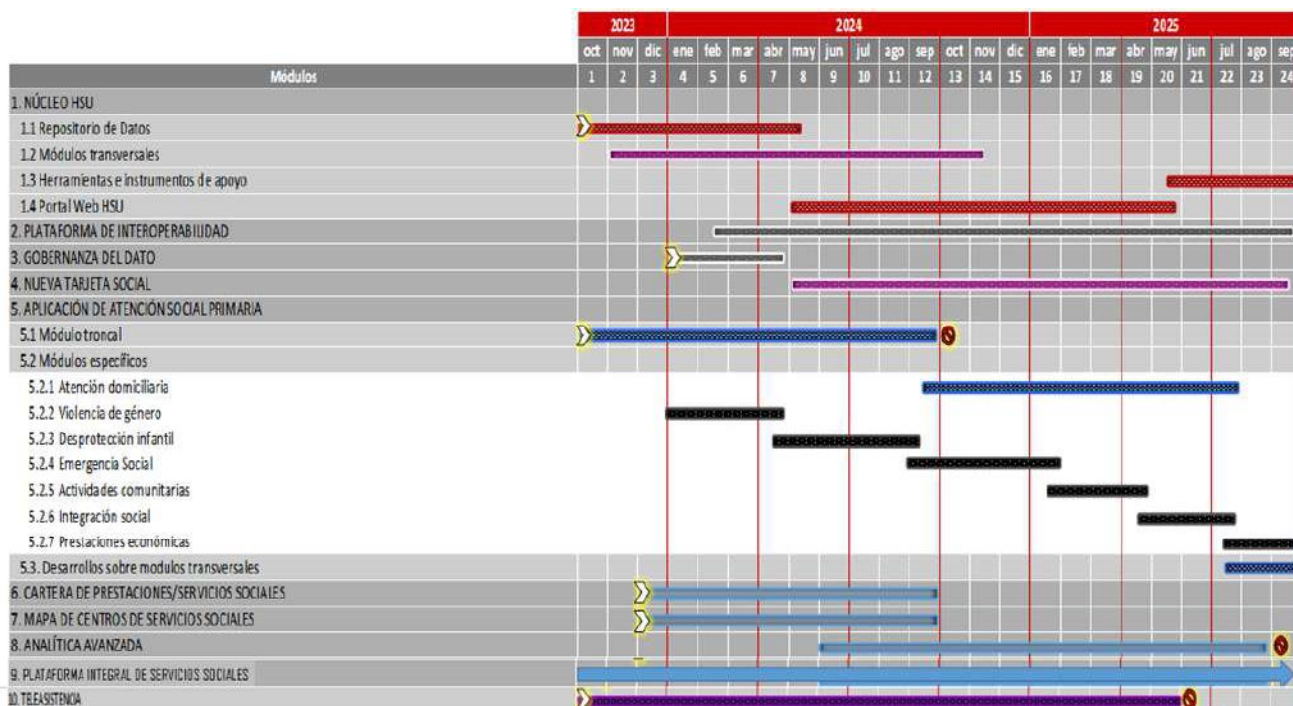 2023 2024 2025
oct nov dic ene feb mar abr may jun jul ago sep oct nov dic ene feb mar abr may jun jul ago sep
Módulos 1 2 3 4 5 6 7 8 9 10 11 12 13 14 15 16 17 18 19 20 21 22 23 24
1. NÚCLEO HSU
1.1 Repositorio de Datos
1.2 Módulos transversales
1.3 Herramientas e instrumentos de apoyo
1.4 Portal Web HSU
2. PLATAFORMA DE INTEROPERABILIDAD
3. GOBERNANZA DEL DATO
4. NUEVA TARJETA SOCIAL
5. APLICACIÓN DE ATENCIÓN SOCIAL PRIMARIA
5.1 Módulo troncal
5.2 Módulos específicos
5.2.1 Atención domiciliaria
5.2.2 Violencia de género
5.2.3 Desprotección infantil
5.2.4 Emergencia Social
5.2.5 Actividades comunitarias
5.2.6 Integración social
5.2.7 Prestaciones económicas
5.3. Desarrollos sobre modulos transversales
6. CARTERA DE PRESTACIONES/SERVICIOS SOCIALES
7. MAPA DE CENTROS DE SERVICIOS SOCIALES
8. ANALÍTICA AVANZADA
9. PLATAFORMA INTEGRAL DE SERVICIOS SOCIALES
10. TELEASISTENCIA